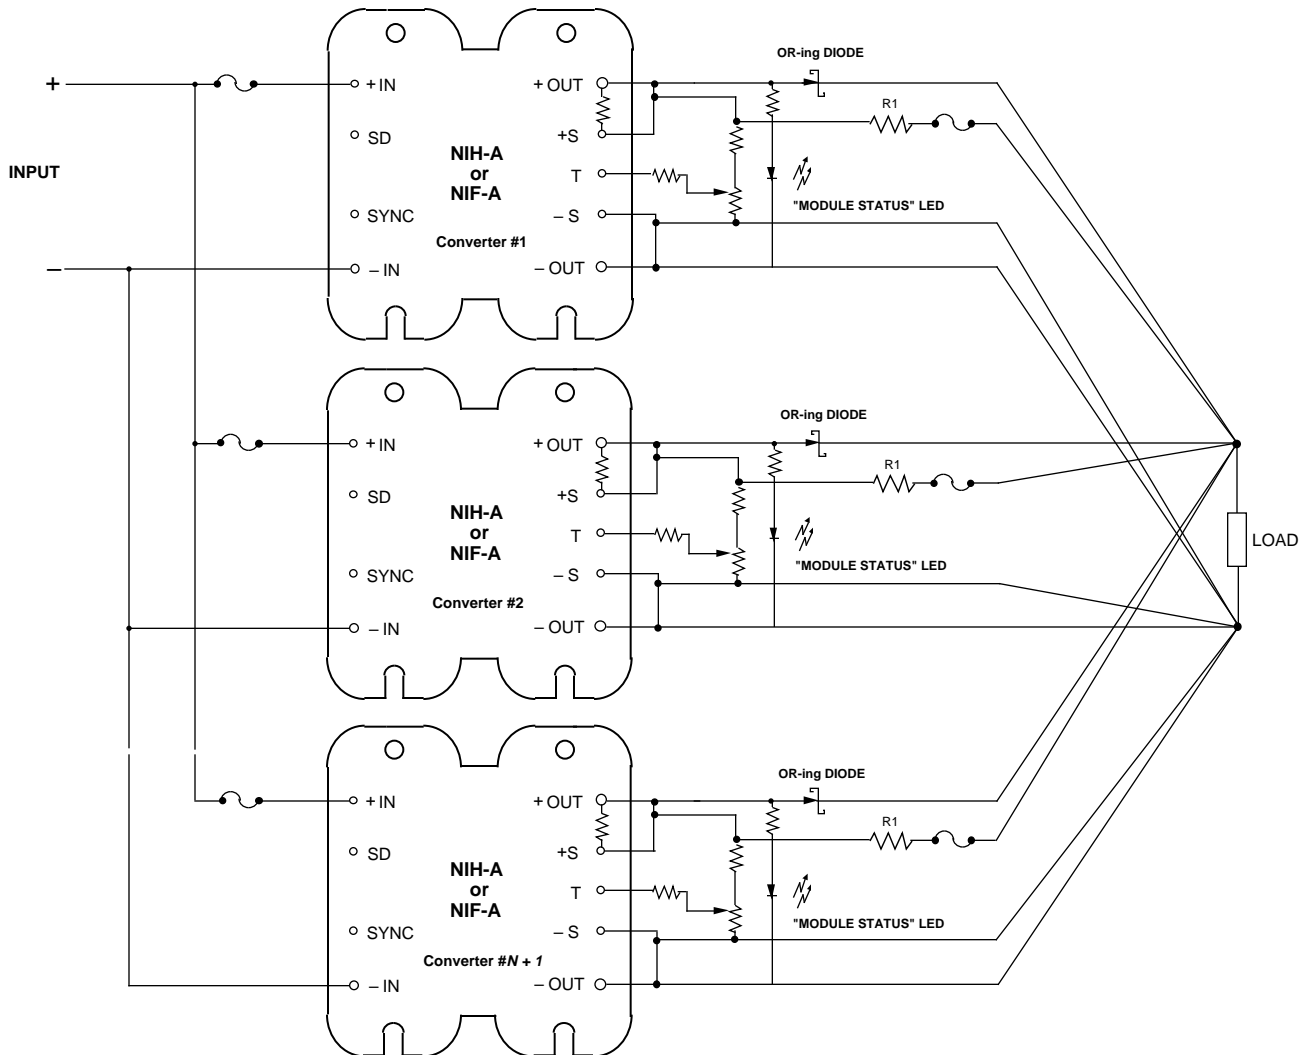 +
INPUT
–
+ IN
SD
SYNC
– IN
NIH-A
or
NIF-A
Converter #1
+ OUT
+S
T
– S
– OUT
OR-ing DIODE
R1
"MODULE STATUS" LED
+ IN
SD
SYNC
– IN
NIH-A
or
NIF-A
Converter #2
+ OUT
+S
T
– S
– OUT
OR-ing DIODE
R1
"MODULE STATUS" LED
LOAD
+ IN
SD
SYNC
– IN
NIH-A
or
NIF-A
Converter #N + 1
+ OUT
+S
T
– S
– OUT
OR-ing DIODE
R1
"MODULE STATUS" LED